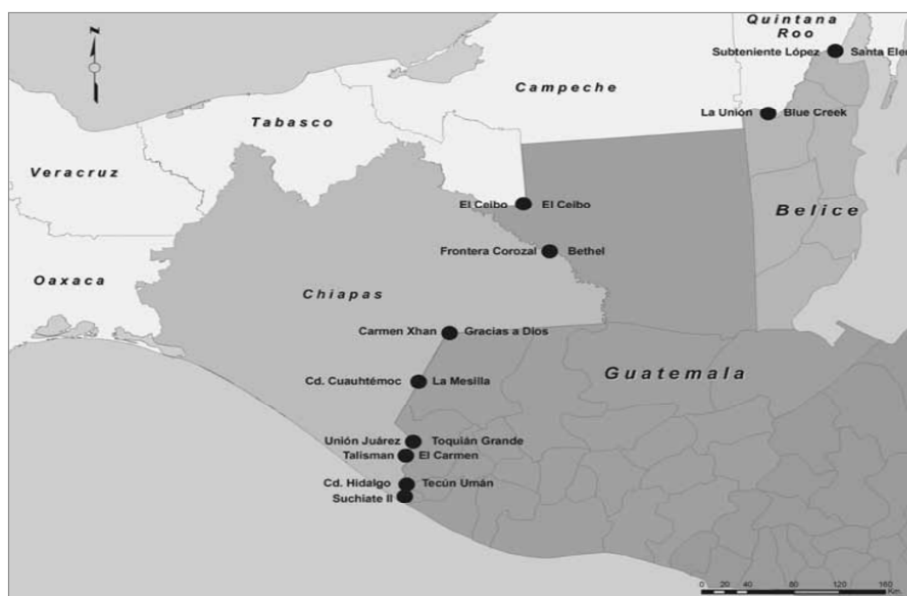 N
Quintana
Roo
Subteniente López
Santa Elen
Campeche
La Unión
Blue Creek
Tabasco
Veracruz
El Ceibo
El Ceibo
Belice
Frontera Corozal
Bethel
Oaxaca
Chiapas
Carmen Xhan
Gracias a Dios
Guatemala
Cd. Cuauhtémoc
La Mesilla
Unión Juárez
Toquián Grande
Talisman
El Carmen
Cd. Hidalgo
Tecún Umán
Suchiate II
0 20 40 80 120 160
Km.